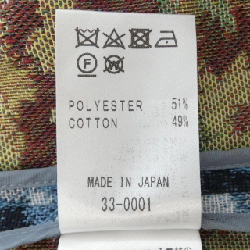 F
POLYESTER 51%
COTTON 49%
MADE IN JAPAN
33-0001